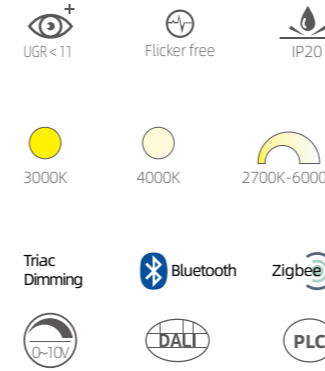 UGR<11 Flicker free IP20
3000K 4000K 2700K-6000
Triac
Dimming
Bluetooth Zigbee
0~10V DALI PLC